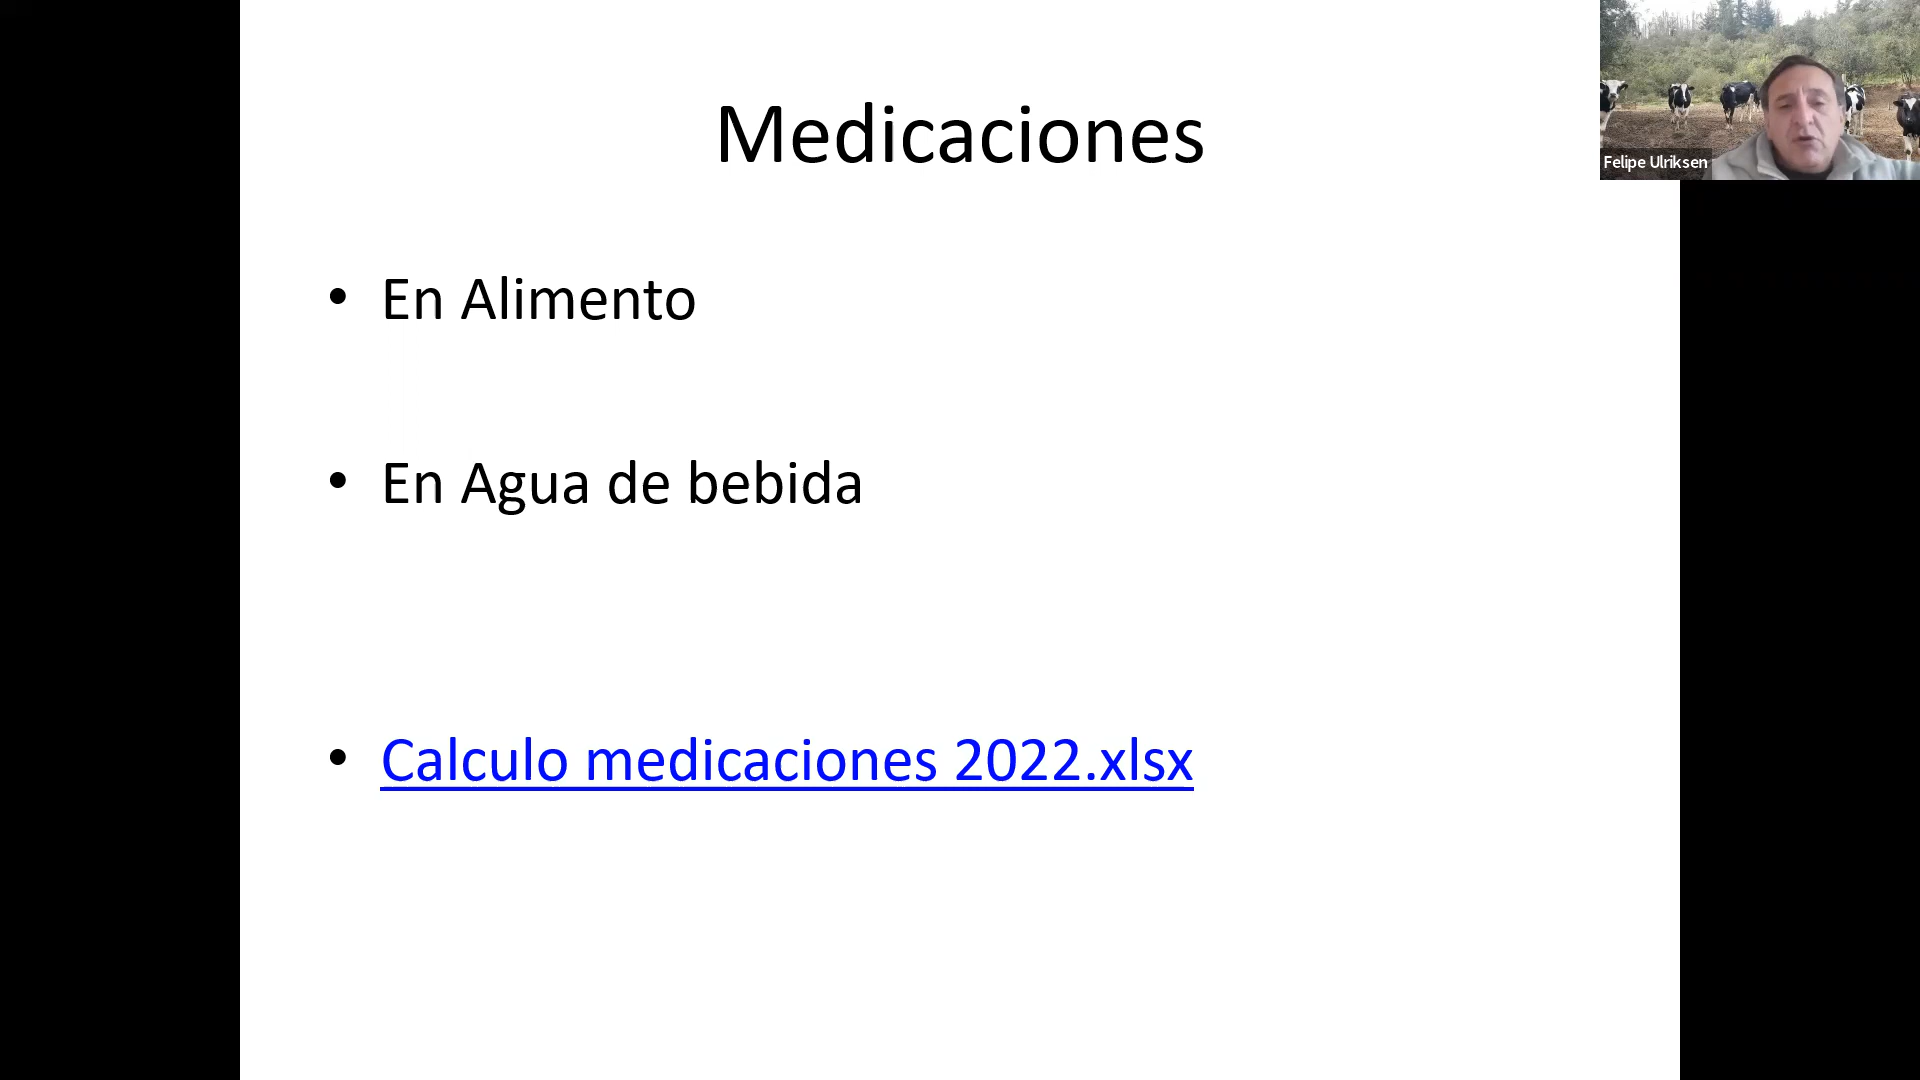 Medicaciones
Felipe Ulriksen
• En Alimento
• En Agua de bebida
• Calculo medicaciones 2022.xlsx